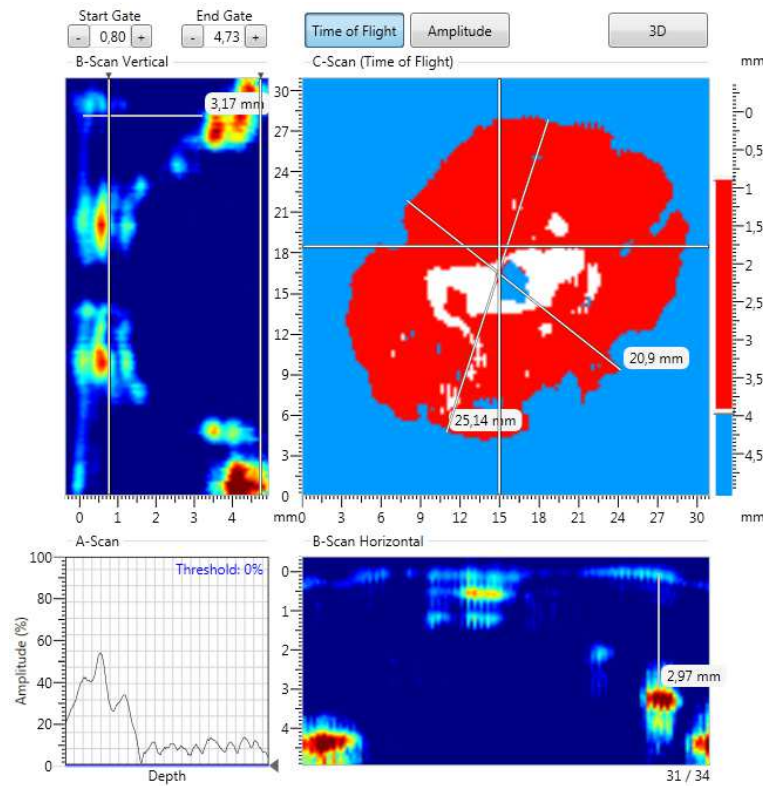 Start Gate End Gate
- 0,80 + - 4,73 + Time of Flight Amplitude 3D
B-Scan Vertical C-Scan (Time of Flight) mm
3,17 mm
30
27
24
21
18
15
12
9
6
3
0
0 1 2 3 4 mm
20,9 mm
25,14 mm
0 3 6 9 12 15 18 21 24 27 30 mm
0
-0,5
-1
-1,5
-2
-2,5
-3
-3,5
-4
-4,5
A-Scan B-Scan Horizontal
Threshold: 0%
Amplitude (%)
100
80
60
40
20
0
Depth
0
1
2
3
4
2,97 mm
31 / 34